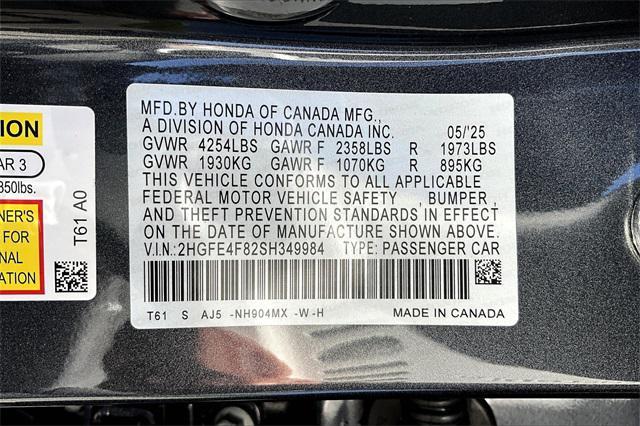 ION
AR 3
850lbs.
NER'S
FOR
NAL
ATION
T61 A0
MFD.BY HONDA OF CANADA MFG.,
A DIVISION OF HONDA CANADA INC. 05/'25
GVWR 4254LBS GAWR F 2358LBS R 1973LBS
GVWR 1930KG GAWR F 1070KG R 895KG
THIS VEHICLE CONFORMS TO ALL APPLICABLE
FEDERAL MOTOR VEHICLE SAFETY , BUMPER ,
AND THEFT PREVENTION STANDARDS IN EFFECT
ON THE DATE OF MANUFACTURE SHOWN ABOVE.
V.I.N.:2HGFE4F82SH349984 TYPE: PASSENGER CAR
T61 S AJ5 -NH904MX -W-H MADE IN CANADA